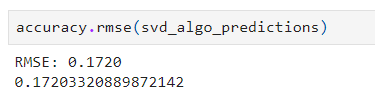 accuracy.rmse(svd_algo_predictions)
RMSE: 0.1720
0.17203320889872142